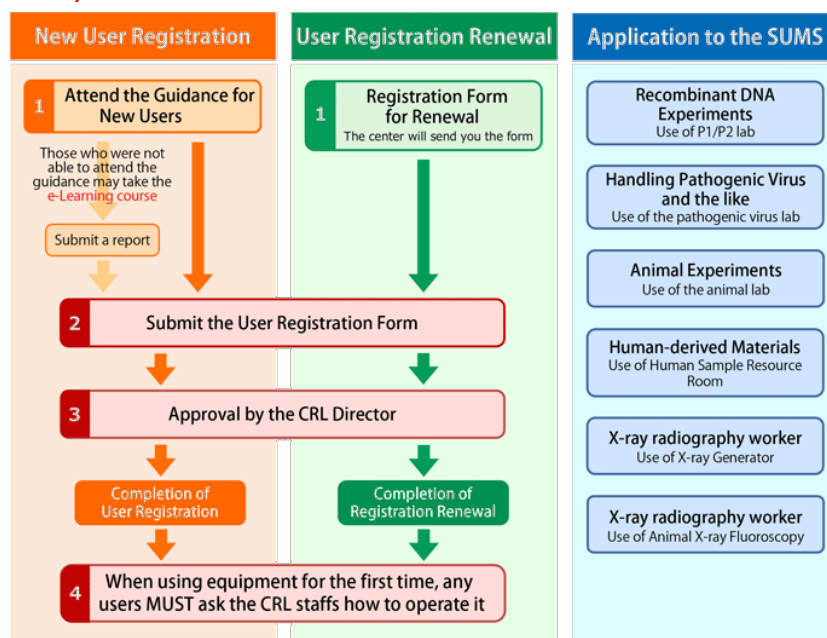 New User Registration
1
Attend the Guidance for
New Users
Those who were not
able to attend the
guidance may take the
e-Learning course
Submit a report
User Registration Renewal
1
Registration Form
for Renewal
The center will send you the form
2
Submit the User Registration Form
3
Approval by the CRL Director
Completion of
User Registration
Completion of
Registration Renewal
4
When using equipment for the first time, any
users MUST ask the CRL staffs how to operate it
Application to the SUMS
Recombinant DNA
Experiments
Use of P1/P2 lab
Handling Pathogenic Virus
and the like
Use of the pathogenic virus lab
Animal Experiments
Use of the animal lab
Human-derived Materials
Use of Human Sample Resource
Room
X-ray radiography worker
Use of X-ray Generator
X-ray radiography worker
Use of Animal X-ray Fluoroscopy